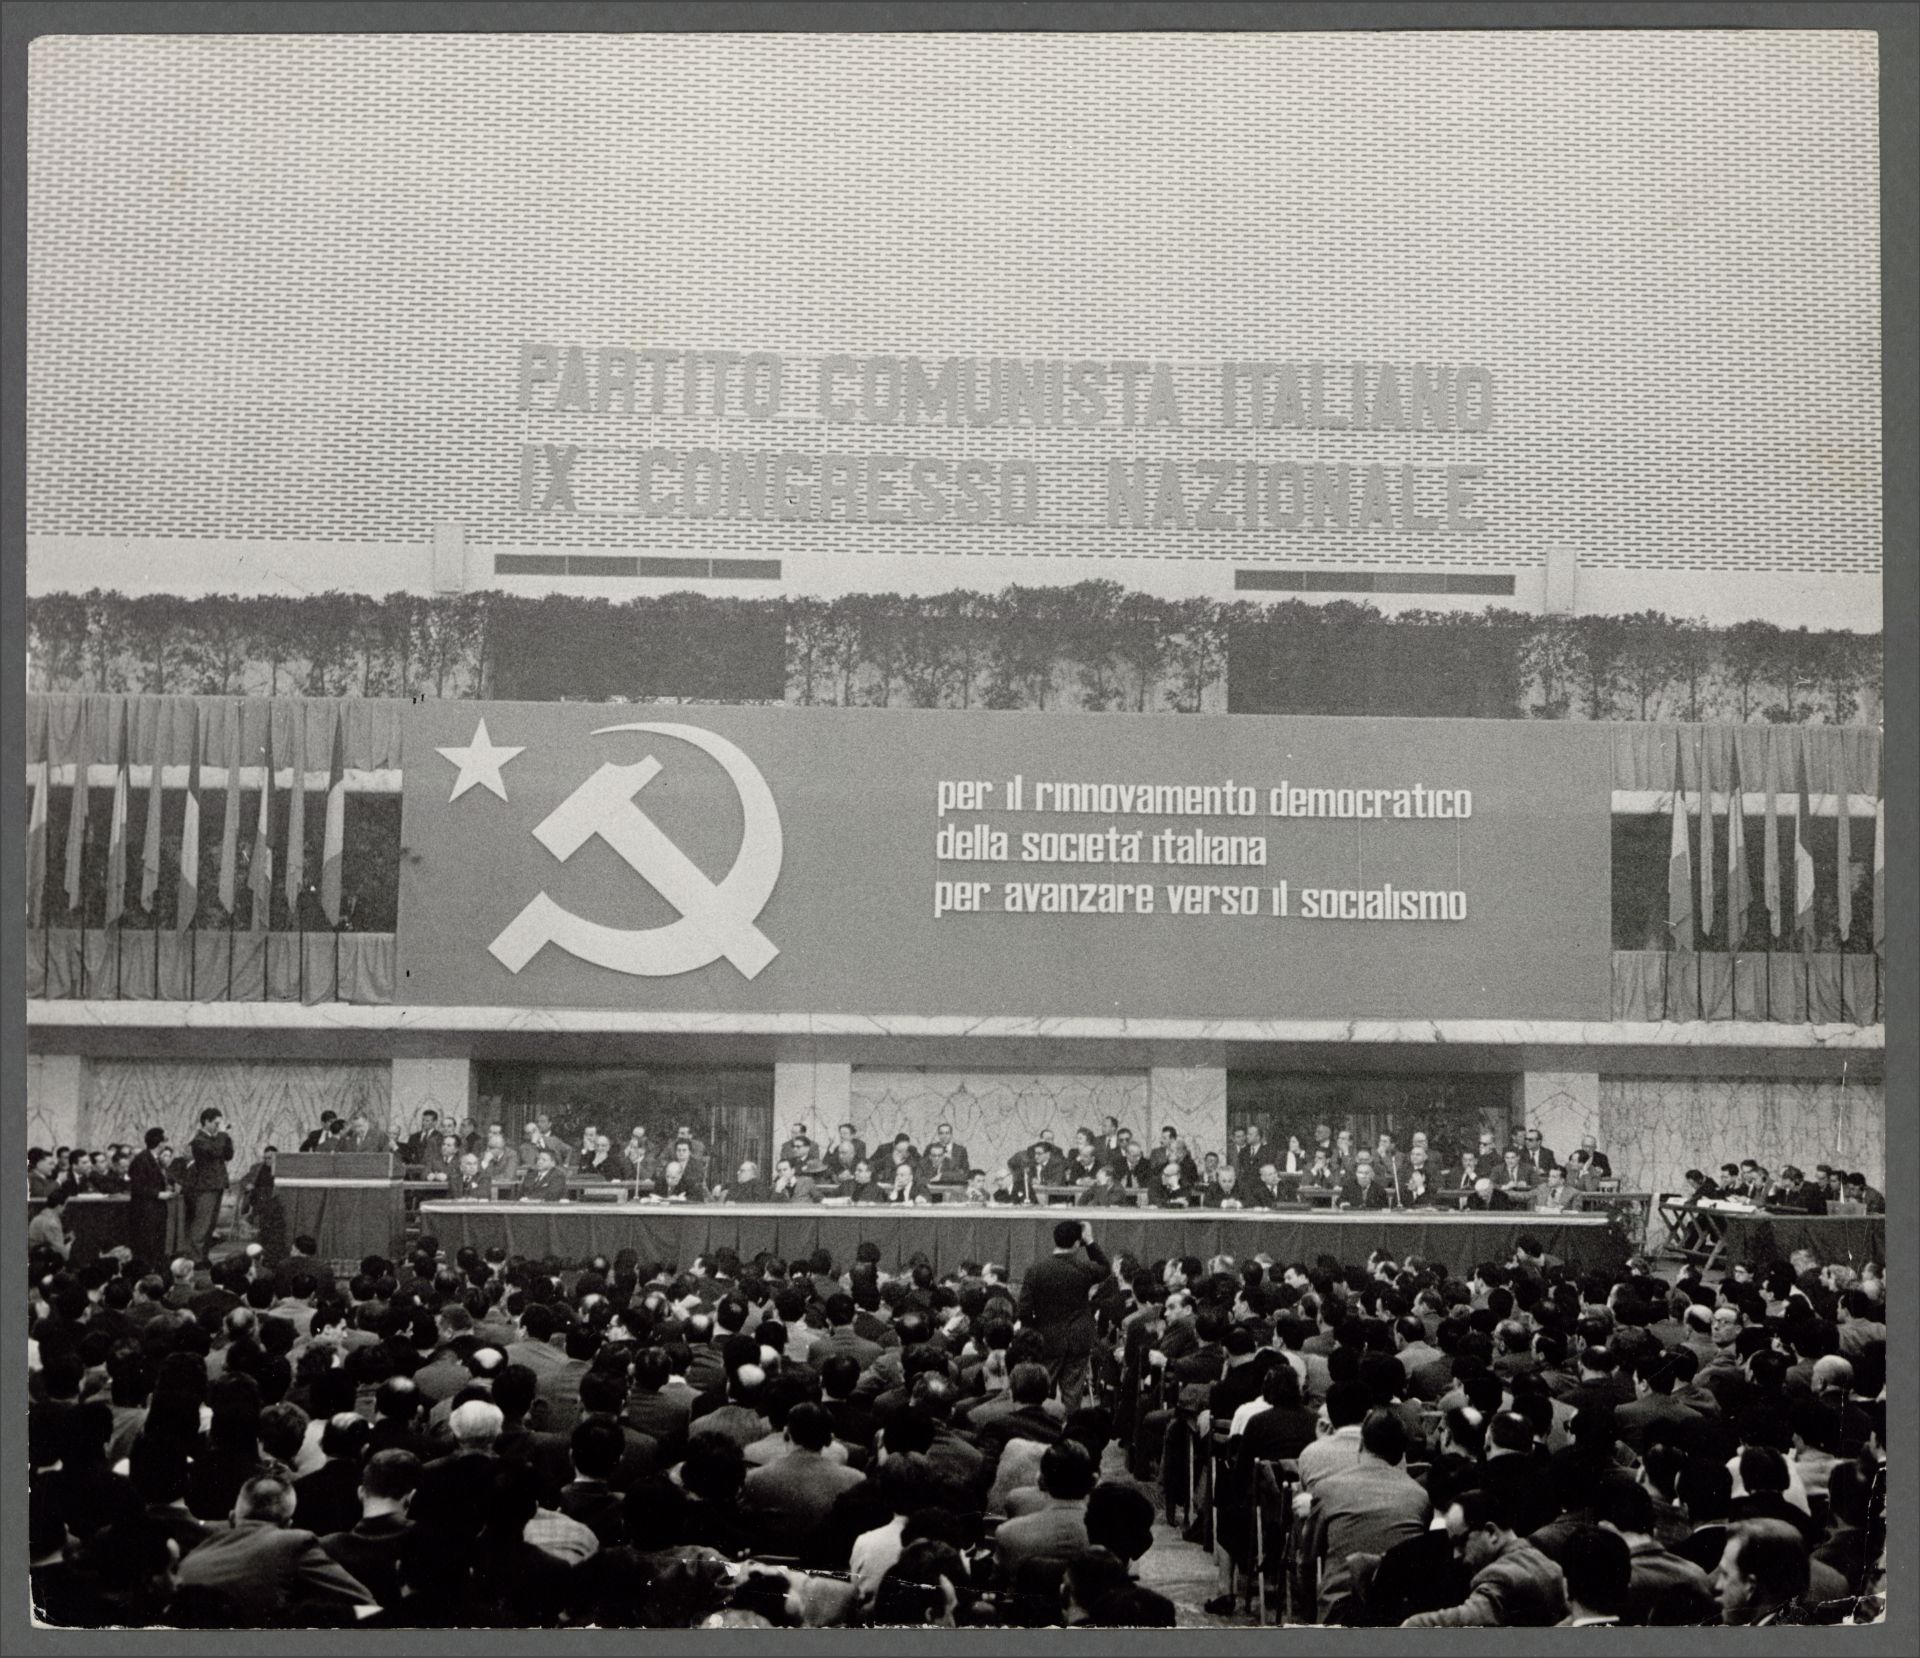 PARTITO COMUNISTA ITALIANO
IX CONGRESSO NAZIONALE
per il rinnovamento democratico
della societa' italiana
per avanzare verso il socialismo